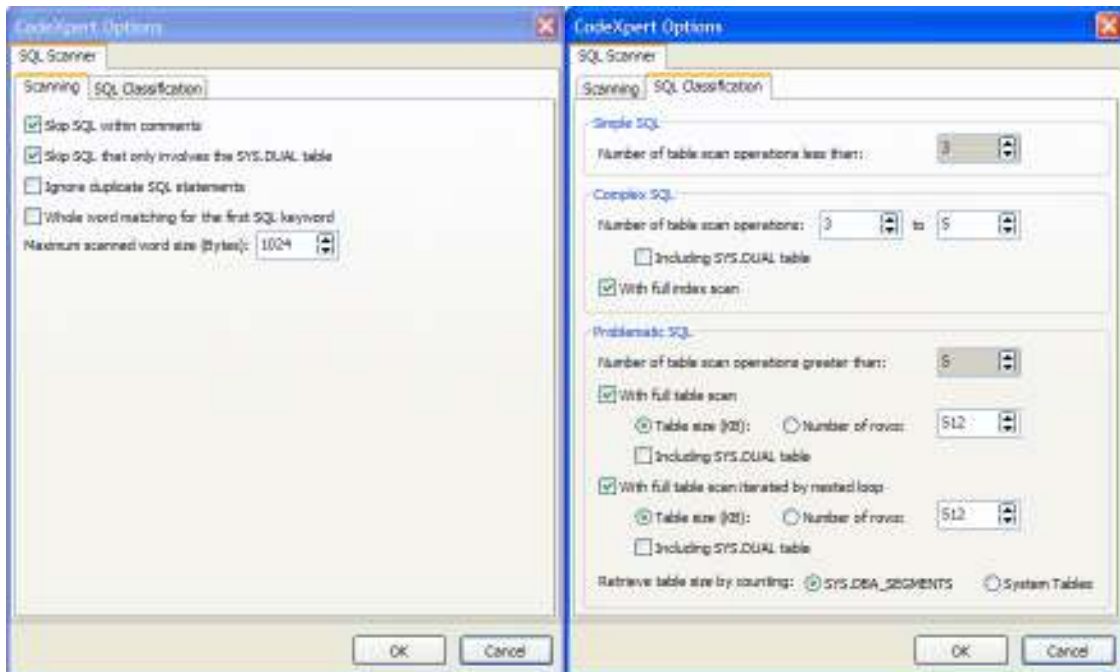 CodeXpert Options
SQL Scanner
Scanning SQL Classification
Skip SQL within comments
Skip SQL that only involves the SYS.DUAL table
Ignore duplicate SQL statements
Whole word matching for the first SQL keyword
Maximum scanned word size (Bytes): 1024
OK Cancel
CodeXpert Options
SQL Scanner
Scanning SQL Classification
Simple SQL
Number of table scan operations less than: 3
Complex SQL
Number of table scan operations: 3 to 5
Including SYS.DUAL table
With full index scan
Problematic SQL
Number of table scan operations greater than: 5
With full table scan
Table size (KB): Number of rows: 512
Including SYS.DUAL table
With full table scan iterated by nested loop
Table size (KB): Number of rows: 512
Including SYS.DUAL table
Retrieve table size by counting: SYS.DBA_SEGMENTS System Tables
OK Cancel